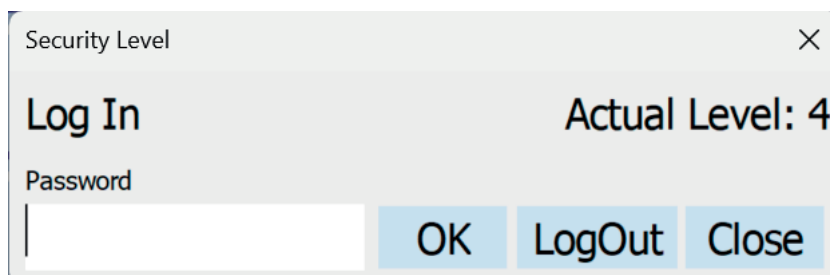 Security Level
Log In Actual Level: 4
Password
OK LogOut Close